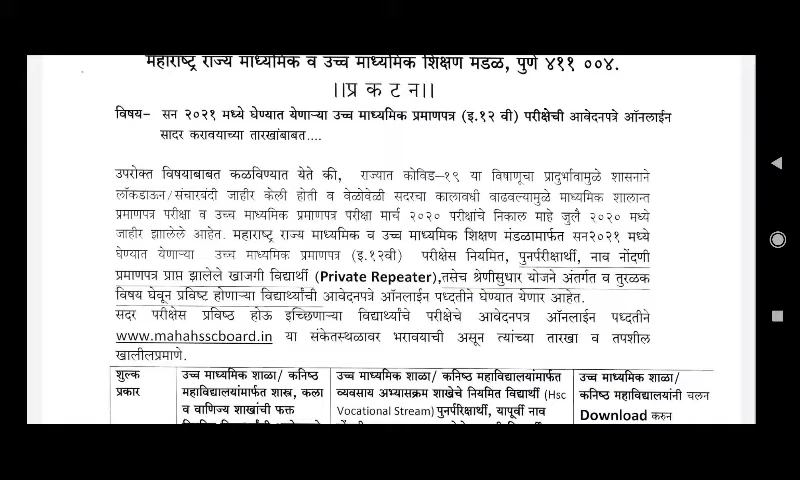 महाराष्ट्र राज्य माध्यमिक व उच्च माध्यमिक शिक्षण मंडळ, पुणे ४११ ००४.
।।प्र क ट न।।
विषय– सन २०२१ मध्ये घेण्यात येणाऱ्या उच्च माध्यमिक प्रमाणपत्र (इ.१२ वी) परीक्षेची आवेदनपत्रे ऑनलाईन
सादर करावयाच्या तारखांबाबत....
उपरोक्त विषयाबाबत कळविण्यात येते की, राज्यात कोविड–१९ या विषाणूचा प्रादुर्भावामुळे शासनाने
लॉकडाऊन/संचारबंदी जाहीर केली होती व वेळोवेळी सदरचा कालावधी वाढवल्यामुळे माध्यमिक शालान्त
प्रमाणपत्र परीक्षा व उच्च माध्यमिक प्रमाणपत्र परीक्षा मार्च २०२० परीक्षांचे निकाल माहे जुलै २०२० मध्ये
जाहीर झालेले आहेत. महाराष्ट्र राज्य माध्यमिक व उच्च माध्यमिक शिक्षण मंडळामार्फत सन२०२१ मध्ये
घेण्यात येणाऱ्या उच्च माध्यमिक प्रमाणपत्र (इ.१२वी) परीक्षेस नियमित, पुनर्परीक्षार्थी, नाव नोंदणी
प्रमाणपत्र प्राप्त झालेले खाजगी विद्यार्थी (Private Repeater),तसेच श्रेणीसुधार योजने अंतर्गत व तुरळक
विषय घेवून प्रविष्ट होणाऱ्या विद्यार्थ्यांची आवेदनपत्रे ऑनलाईन पध्दतीने घेण्यात येणार आहेत.
सदर परीक्षेस प्रविष्ठ होऊ इच्छिणाऱ्या विद्यार्थ्यांचे परीक्षेचे आवेदनपत्र ऑनलाईन पध्दतीने
www.mahahsscboard.in या संकेतस्थळावर भरावयाची असून त्यांच्या तारखा व तपशील
खालीलप्रमाणे.
शुल्क प्रकार
उच्च माध्यमिक शाळा/ कनिष्ठ
महाविद्यालयांमार्फत शास्त्र, कला
व वाणिज्य शाखांची फक्त
उच्च माध्यमिक शाळा/ कनिष्ठ महाविद्यालयांमार्फत
व्यवसाय अभ्यासक्रम शाखेचे नियमित विद्यार्थी (Hsc
Vocational Stream) पुनर्परिक्षार्थी, यापूर्वी नाव
उच्च माध्यमिक शाळा/
कनिष्ठ महाविद्यालयांनी चलन
Download करुन